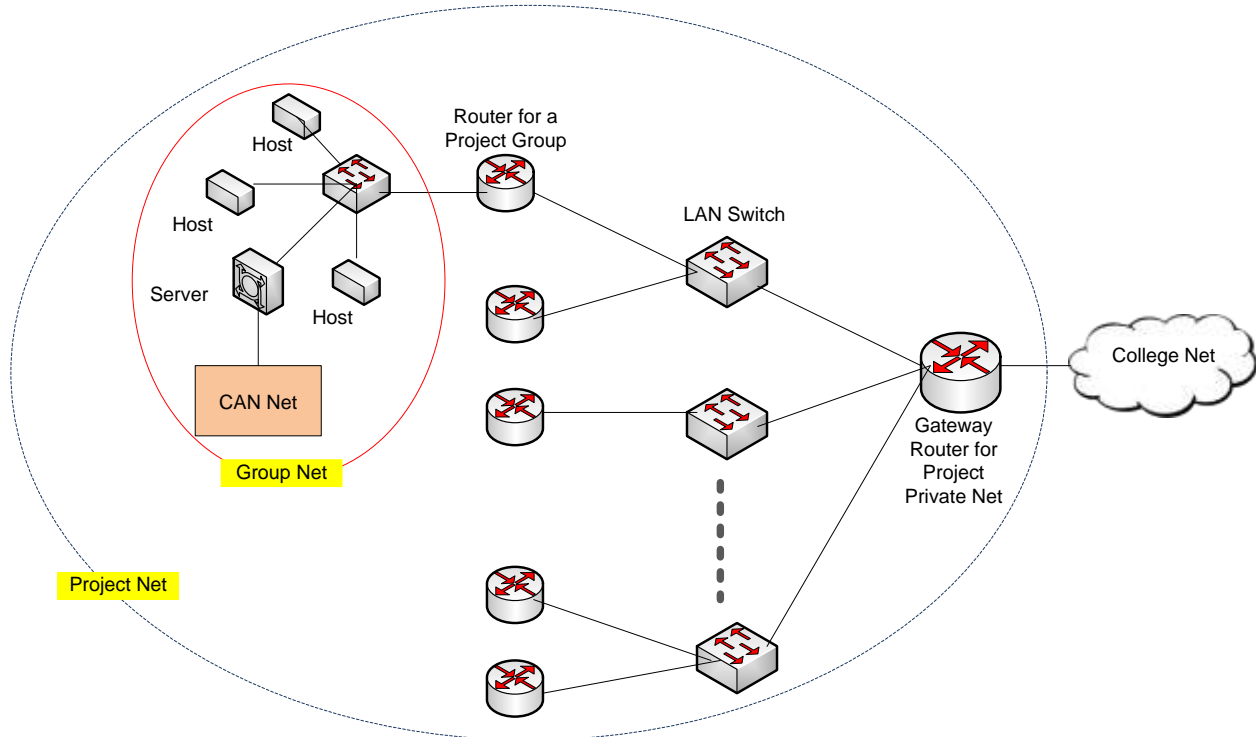 Host
Host
Server
Host
CAN Net
Group Net
Project Net
Router for a
Project Group
LAN Switch
Gateway
Router for
Project
Private Net
College Net